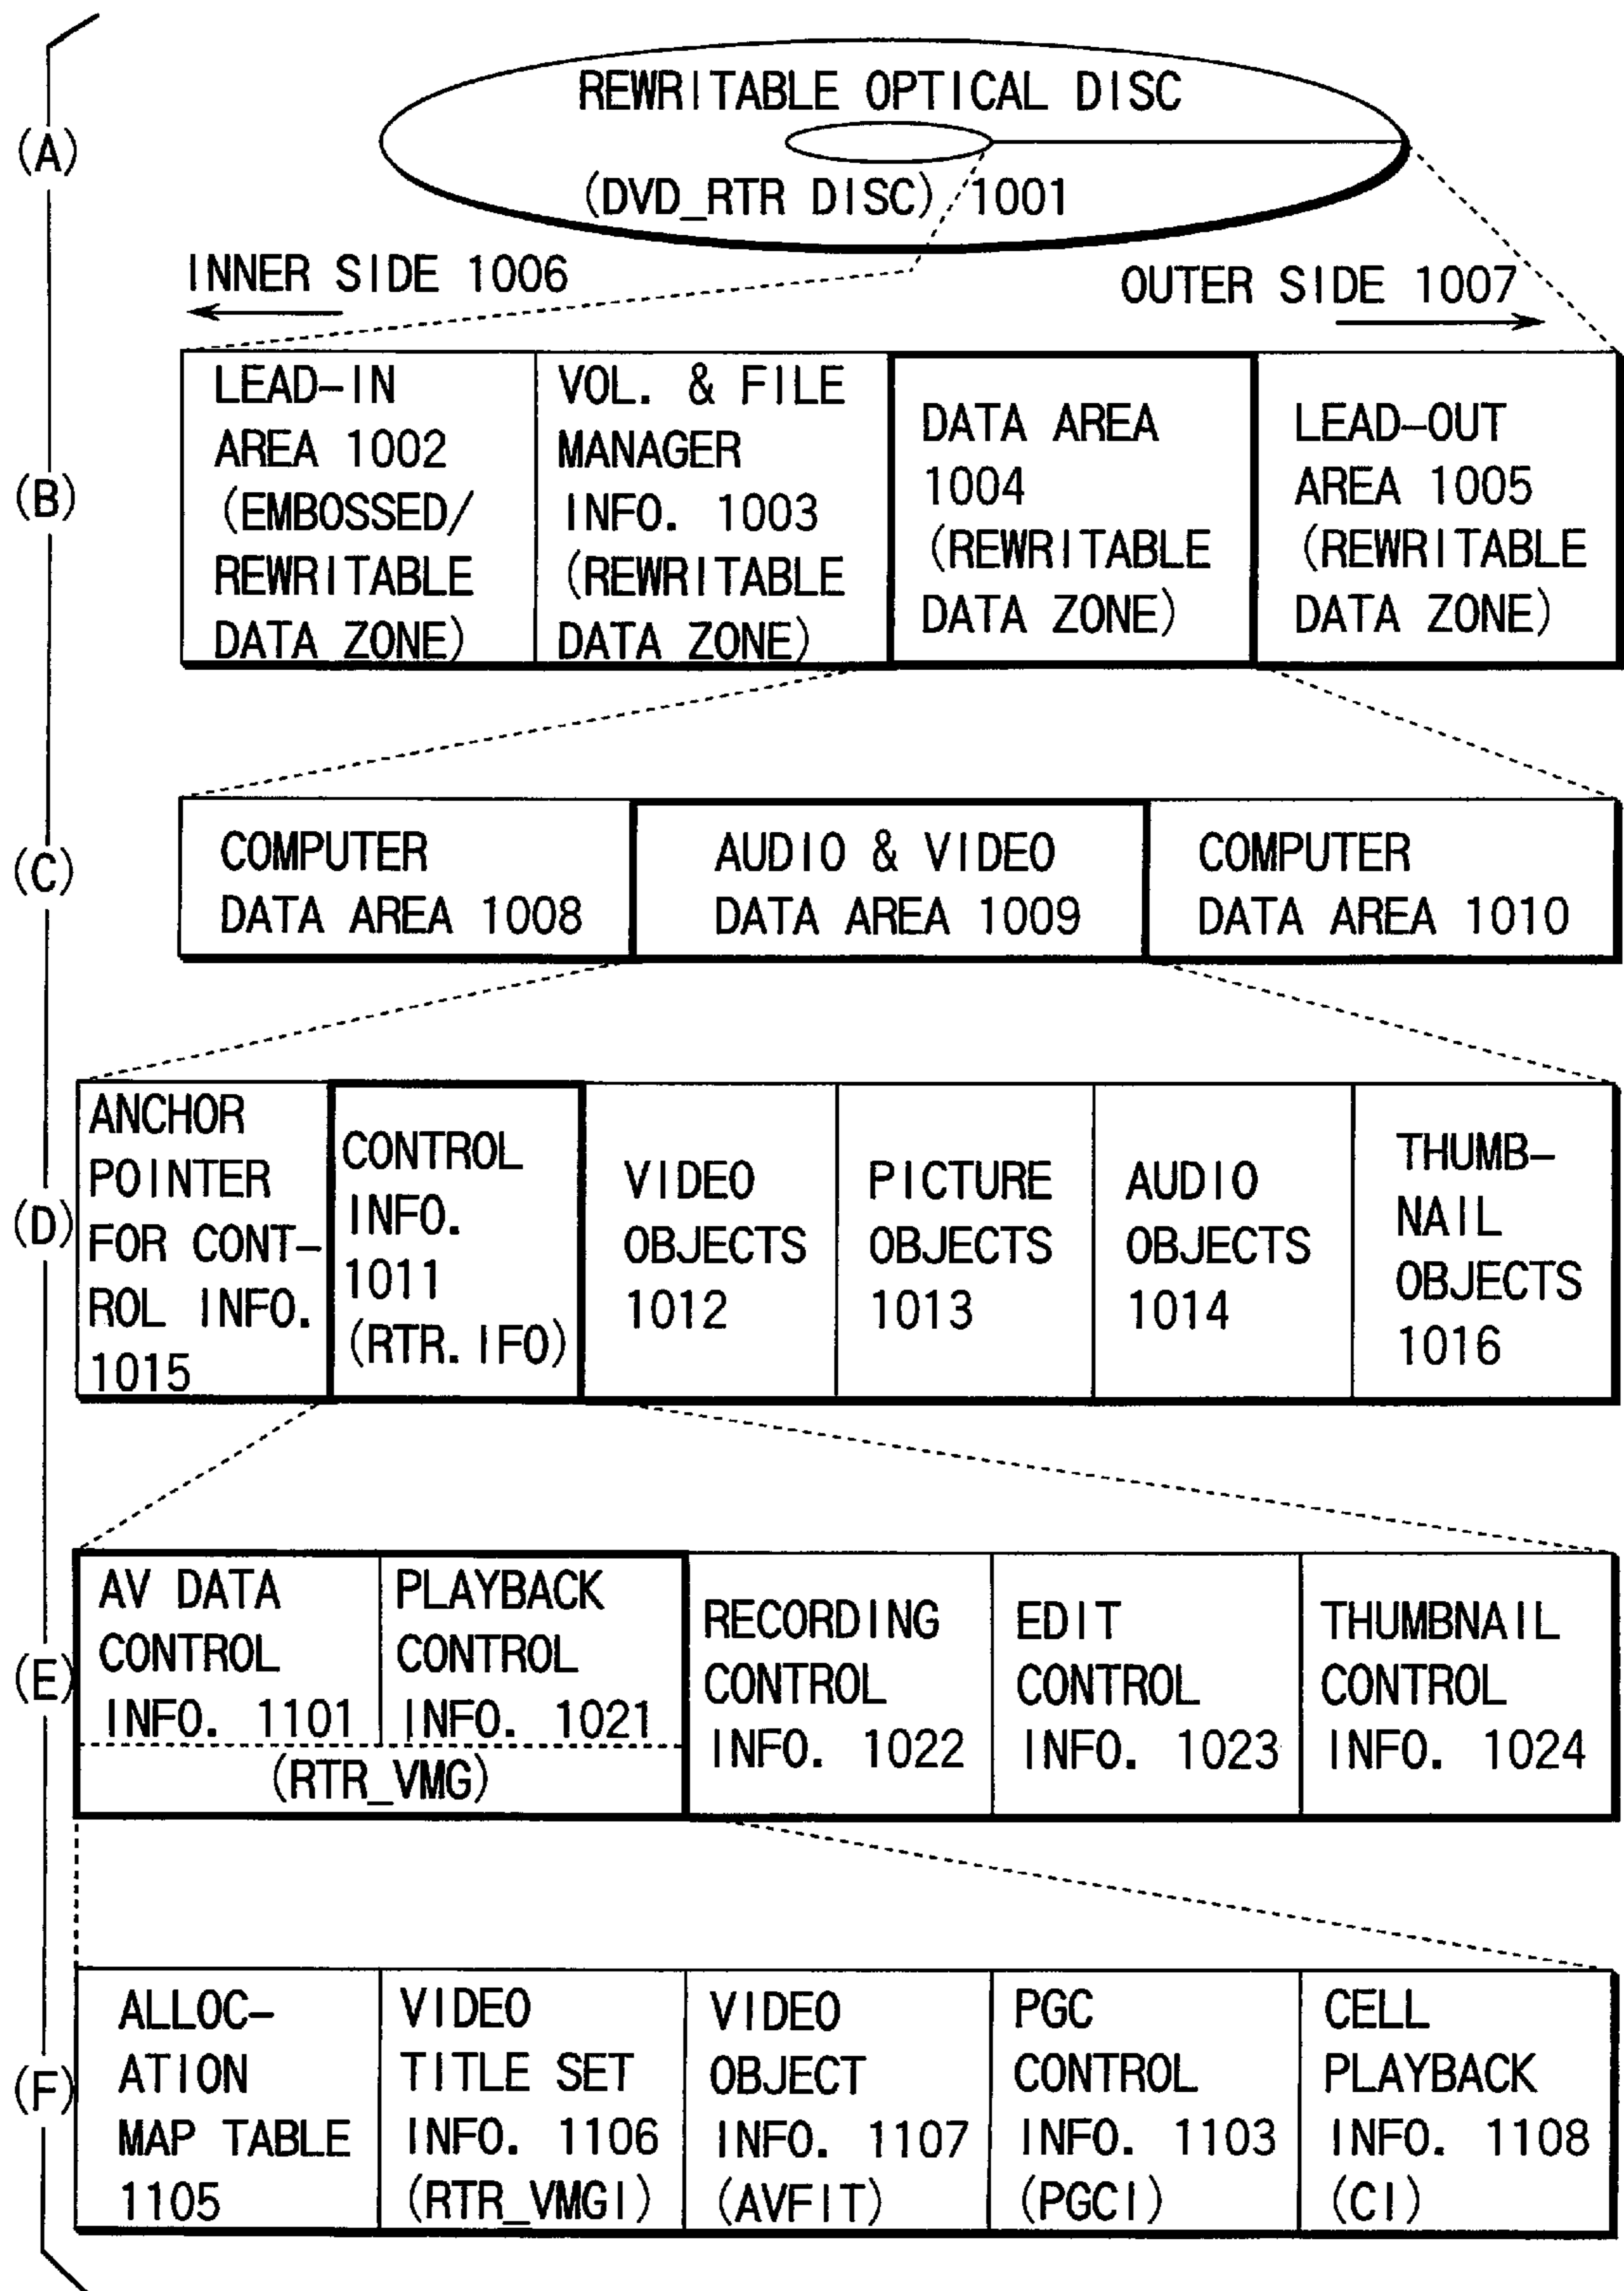 (A)
REWRITABLE OPTICAL DISC
(DVD_RTR DISC) 1001
INNER SIDE 1006
OUTER SIDE 1007
(B)
LEAD-IN
AREA 1002
(EMBOSSED/
REWRITABLE
DATA ZONE)
VOL. & FILE
MANAGER
INFO. 1003
(REWRITABLE
DATA ZONE)
DATA AREA
1004
(REWRITABLE
DATA ZONE)
LEAD-OUT
AREA 1005
(REWRITABLE
DATA ZONE)
(C)
COMPUTER
DATA AREA 1008
AUDIO & VIDEO
DATA AREA 1009
COMPUTER
DATA AREA 1010
(D)
ANCHOR
POINTER
FOR CONT-
ROL INFO.
1015
CONTROL
INFO.
1011
(RTR.IFO)
VIDEO
OBJECTS
1012
PICTURE
OBJECTS
1013
AUDIO
OBJECTS
1014
THUMB-
NAIL
OBJECTS
1016
(E)
AV DATA
CONTROL
INFO. 1101
PLAYBACK
CONTROL
INFO. 1021
(RTR_VMG)
RECORDING
CONTROL
INFO. 1022
EDIT
CONTROL
INFO. 1023
THUMBNAIL
CONTROL
INFO. 1024
(F)
ALLOC-
ATION
MAP TABLE
1105
VIDEO
TITLE SET
INFO. 1106
(RTR_VMGI)
VIDEO
OBJECT
INFO. 1107
(AVFIT)
PGC
CONTROL
INFO. 1103
(PGCI)
CELL
PLAYBACK
INFO. 1108
(CI)